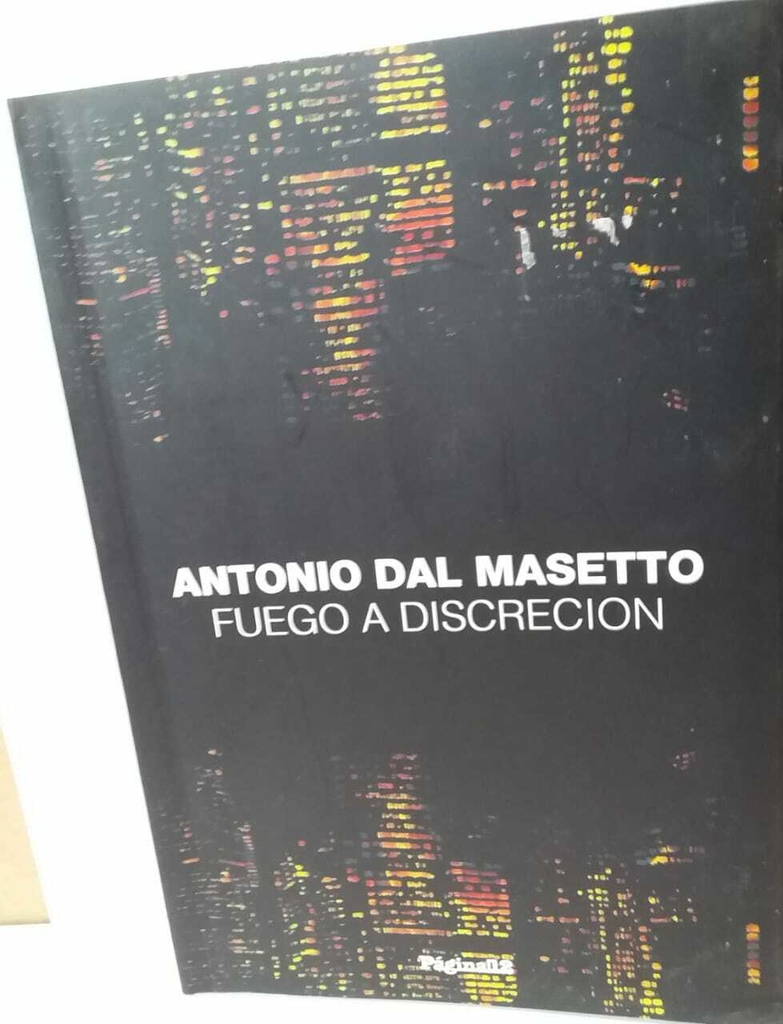 ANTONIO DAL MASETTO
FUEGO A DISCRECION
Página12